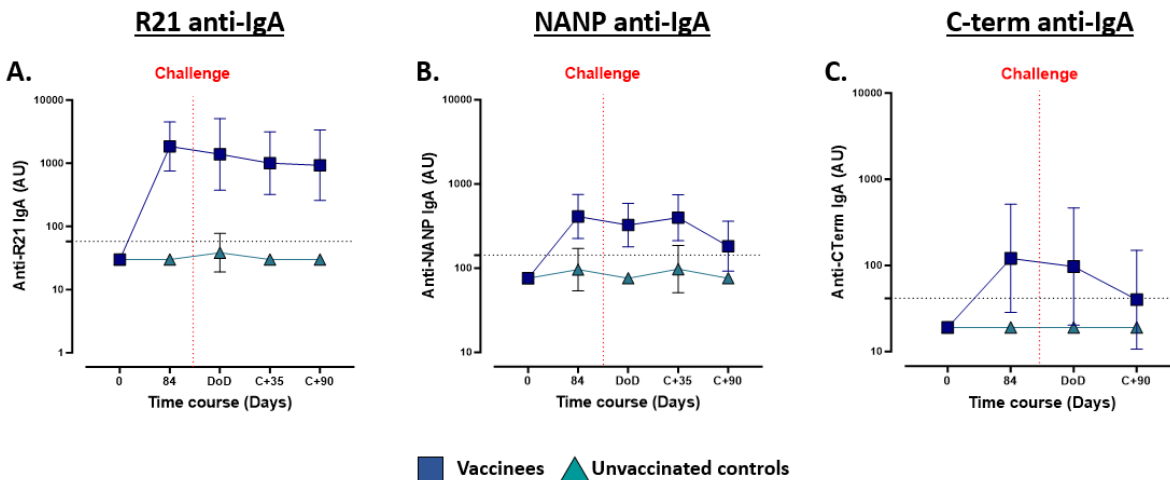 R21 anti-IgA
NANP anti-IgA
C-term anti-IgA
A.
Challenge
10000
1000
100
10
1
Anti-R21 IgA (AU)
0
84
DoD
C+35
C+90
Time course (Days)
B.
Challenge
10000
1000
100
10
Anti-NANP IgA (AU)
0
84
DoD
C+35
C+90
Time course (Days)
C.
Challenge
10000
1000
100
10
Anti-CTerm IgA (AU)
0
84
DoD
C+90
Time course (Days)
Vaccinees
Unvaccinated controls